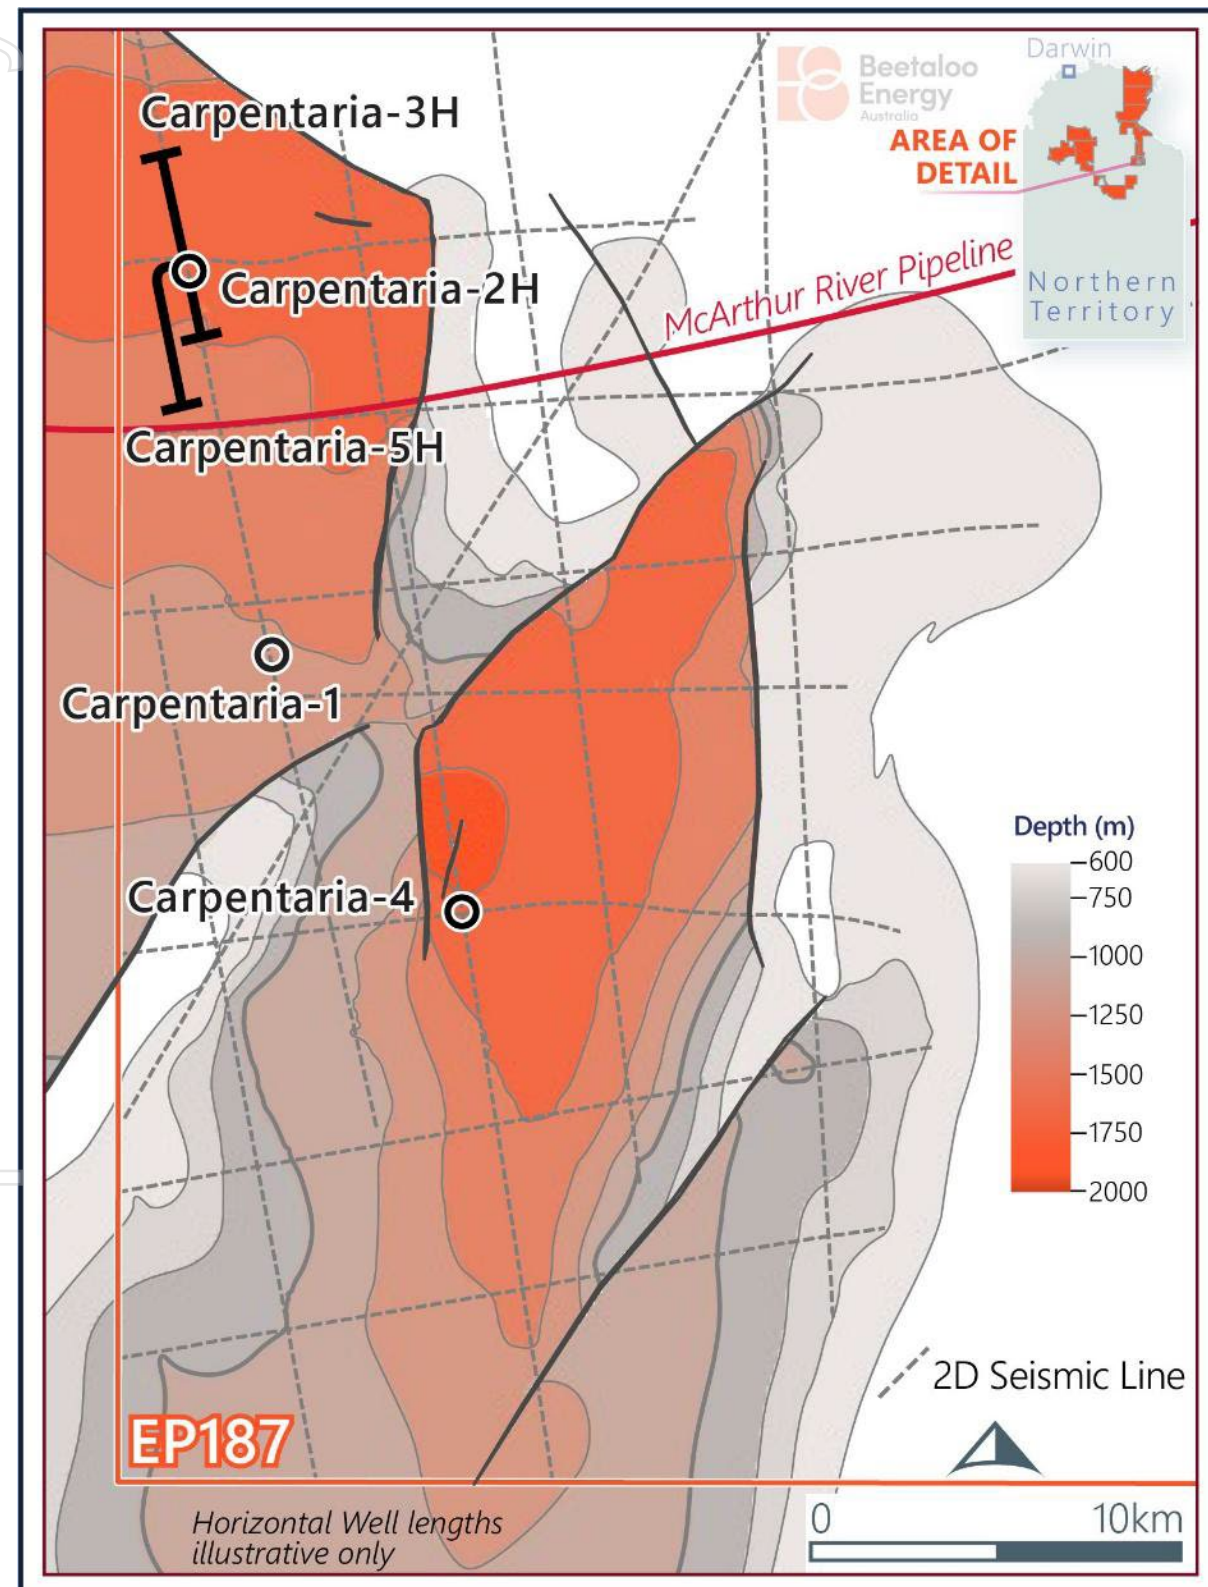 Carpentaria-3H
Darwin
Beetaloo
Energy
Australia
AREA OF
DETAIL
Carpentaria-2H
McArthur River Pipeline
Northern
Territory
Carpentaria-5H
Carpentaria-1
Depth (m)
600
750
1000
1250
1500
1750
2000
Carpentaria-4
2D Seismic Line
EP187
Horizontal Well lengths
illustrative only
0
10km